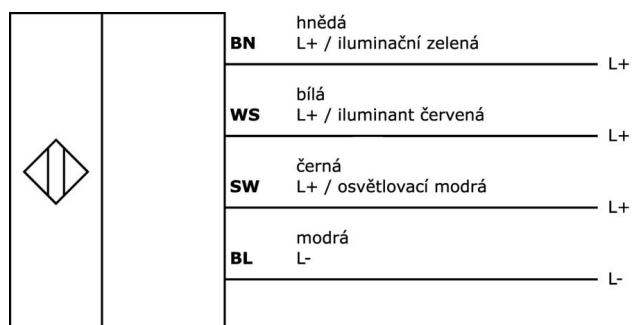 hnědá
BN L+ / iluminační zelená
L+
bílá
WS L+ / iluminant červená
L+
černá
SW L+ / osvětlovací modrá
L+
modrá
BL L-
L-